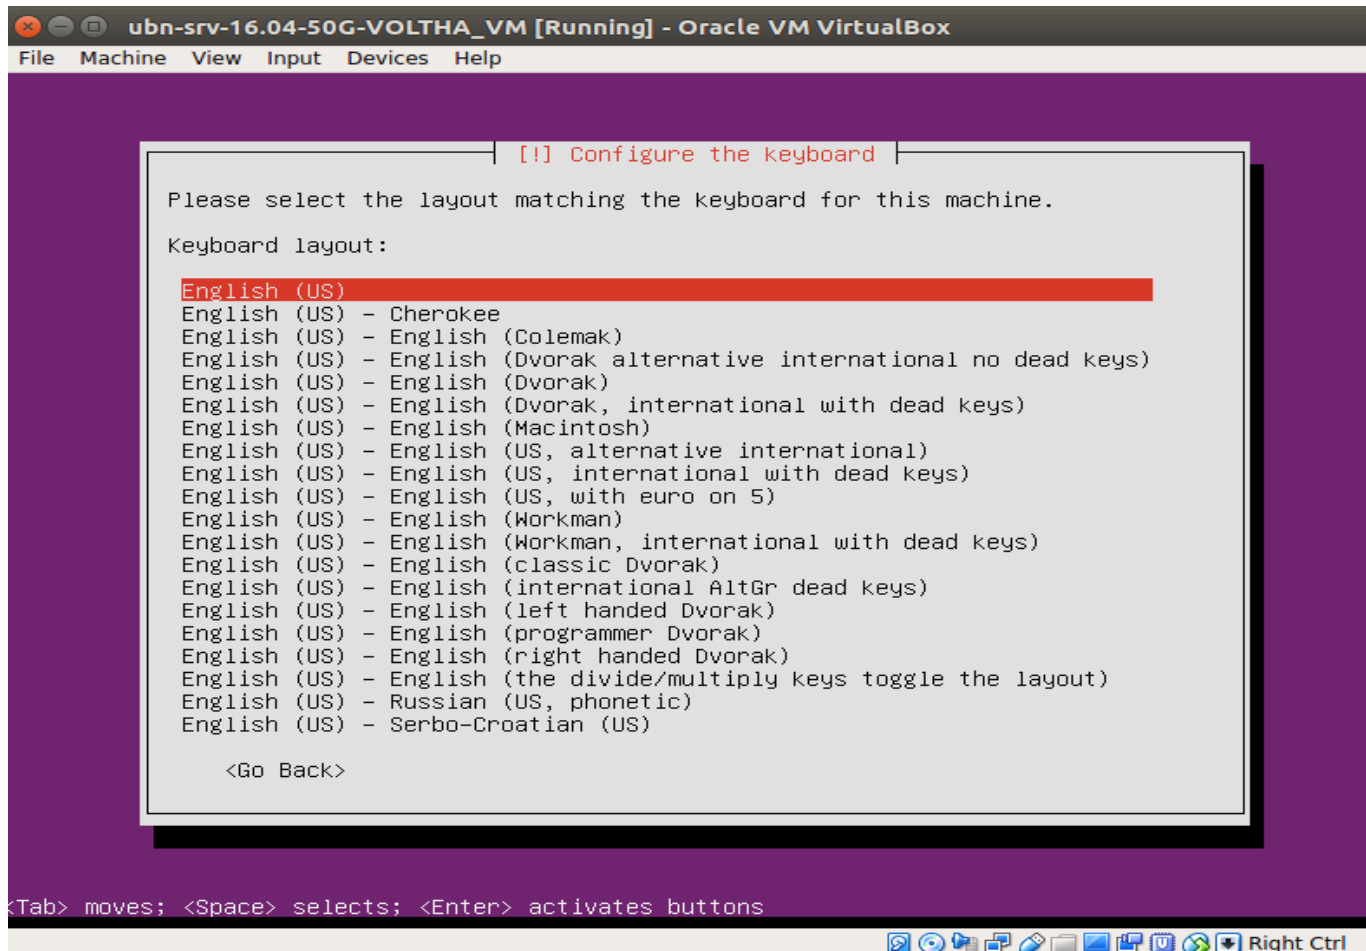 ubn-srv-16.04-50G-VOLTHA_VM [Running] - Oracle VM VirtualBox
File Machine View Input Devices Help
[!] Configure the keyboard
Please select the layout matching the keyboard for this machine.
Keyboard layout:
English (US)
English (US) - Cherokee
English (US) - English (Colemak)
English (US) - English (Dvorak alternative international no dead keys)
English (US) - English (Dvorak)
English (US) - English (Dvorak, international with dead keys)
English (US) - English (Macintosh)
English (US) - English (US, alternative international)
English (US) - English (US, international with dead keys)
English (US) - English (US, with euro on 5)
English (US) - English (Workman)
English (US) - English (Workman, international with dead keys)
English (US) - English (classic Dvorak)
English (US) - English (international AltGr dead keys)
English (US) - English (left handed Dvorak)
English (US) - English (programmer Dvorak)
English (US) - English (right handed Dvorak)
English (US) - English (the divide/multiply keys toggle the layout)
English (US) - Russian (US, phonetic)
English (US) - Serbo-Croatian (US)
<Go Back>
<Tab> moves; <Space> selects; <Enter> activates buttons
Right Ctrl